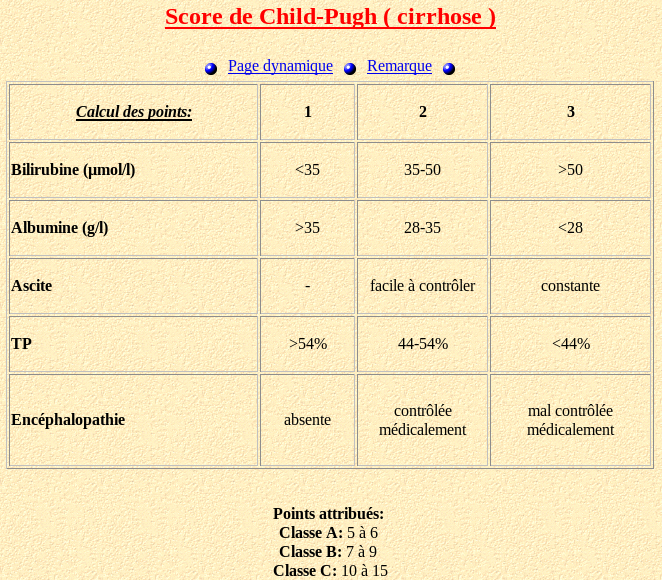 Score de Child-Pugh ( cirrhose )
Page dynamique Remarque
Calcul des points: 1 2 3
Bilirubine (µmol/l) <35 35-50 >50
Albumine (g/l) >35 28-35 <28
Ascite - facile à contrôler constante
TP >54% 44-54% <44%
Encéphalopathie absente contrôlée médicalement mal contrôlée médicalement
Points attribués:
Classe A: 5 à 6
Classe B: 7 à 9
Classe C: 10 à 15